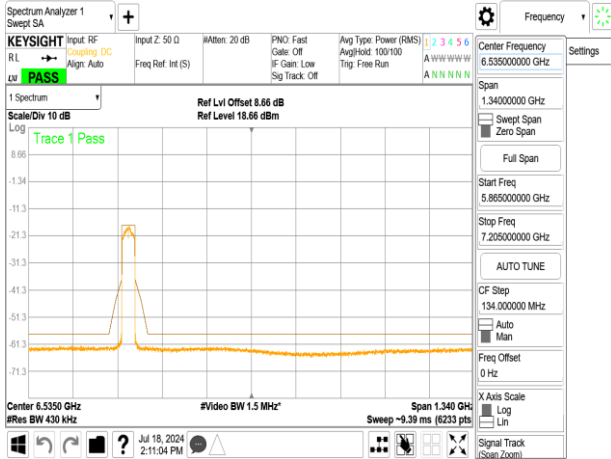 Spectrum Analyzer 1
Swept SA
+
Frequency
KEYSIGHT
RL
LXI PASS
Input: RF
Coupling: DC
Align: Auto
Input Z: 50 Ω
Freq Ref: Int (S)
#Atten: 20 dB
PNO: Fast
Gate: Off
IF Gain: Low
Sig Track: Off
Avg Type: Power (RMS)
Avg|Hold: 100/100
Trig: Free Run
1 2 3 4 5 6
A W W W W W
A N N N N N
1 Spectrum
Scale/Div 10 dB
Ref Lvl Offset 8.66 dB
Ref Level 18.66 dBm
Log
Trace 1 Pass
8.66
-1.34
-11.3
-21.3
-31.3
-41.3
-51.3
-61.3
-71.3
Center 6.5350 GHz
#Res BW 430 kHz
#Video BW 1.5 MHz*
Span 1.340 GHz
Sweep ~9.39 ms (6233 pts
Center Frequency
6.535000000 GHz
Settings
Span
1.34000000 GHz
Swept Span
Zero Span
Full Span
Start Freq
5.865000000 GHz
Stop Freq
7.205000000 GHz
AUTO TUNE
CF Step
134.000000 MHz
Auto
Man
Freq Offset
0 Hz
X Axis Scale
Log
Lin
Signal Track
(Span Zoom)
?
Jul 18, 2024
2:11:04 PM